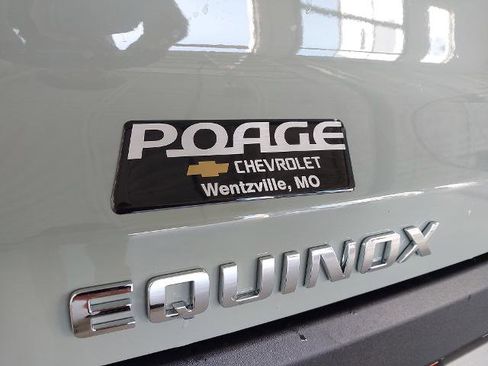 POAGE
CHEVROLET
Wentzville, MO
EQUINOX